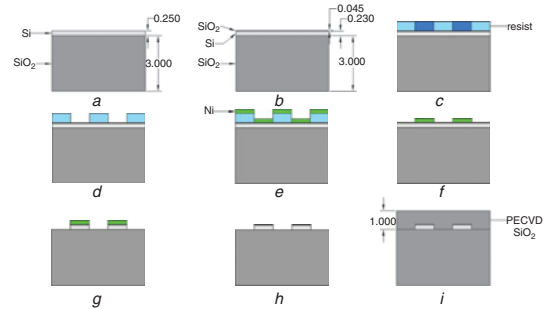 0.250
Si
SiO2
3.000
a
0.045
0.230
SiO2
Si
SiO2
3.000
b
resist
c
d
Ni
e
f
g
h
1.000
PECVD
SiO2
i